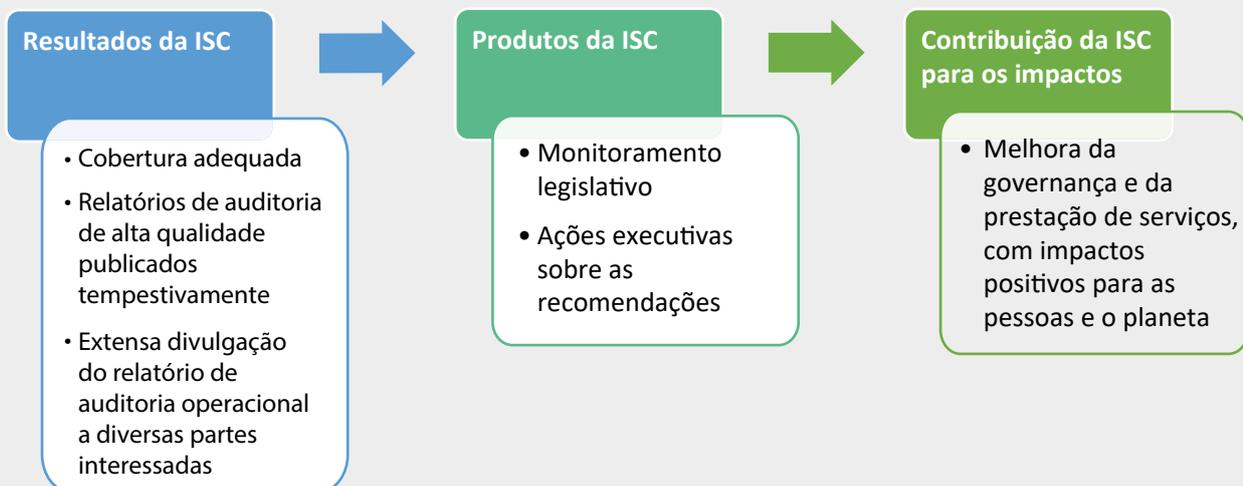 Resultados da ISC
• Cobertura adequada
• Relatórios de auditoria
de alta qualidade
publicados
tempestivamente
• Extensa divulgação
do relatório de
auditoria operacional
a diversas partes
interessadas
Produtos da ISC
• Monitoramento
legislativo
• Ações executivas
sobre as
recomendações
Contribuição da ISC
para os impactos
• Melhora da
governança e da
prestação de serviços,
com impactos
positivos para as
pessoas e o planeta